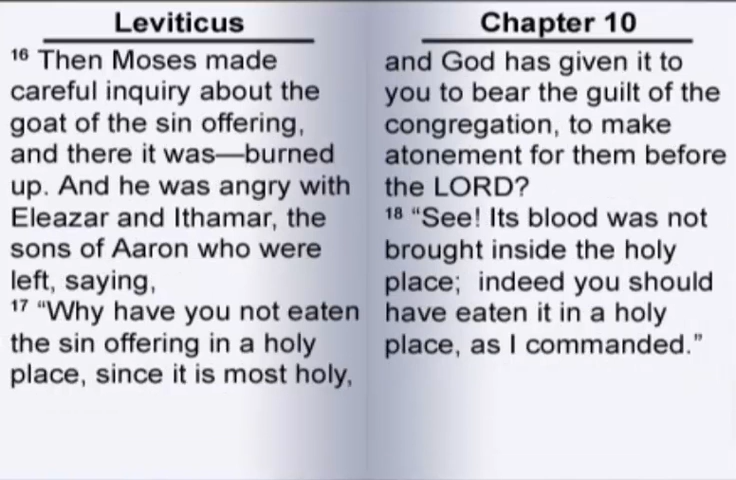 Leviticus
16 Then Moses made
careful inquiry about the
goat of the sin offering,
and there it was—burned
up. And he was angry with
Eleazar and Ithamar, the
sons of Aaron who were
left, saying,
17 “Why have you not eaten
the sin offering in a holy
place, since it is most holy,
Chapter 10
and God has given it to
you to bear the guilt of the
congregation, to make
atonement for them before
the LORD?
18 “See! Its blood was not
brought inside the holy
place;  indeed you should
have eaten it in a holy
place, as I commanded.”